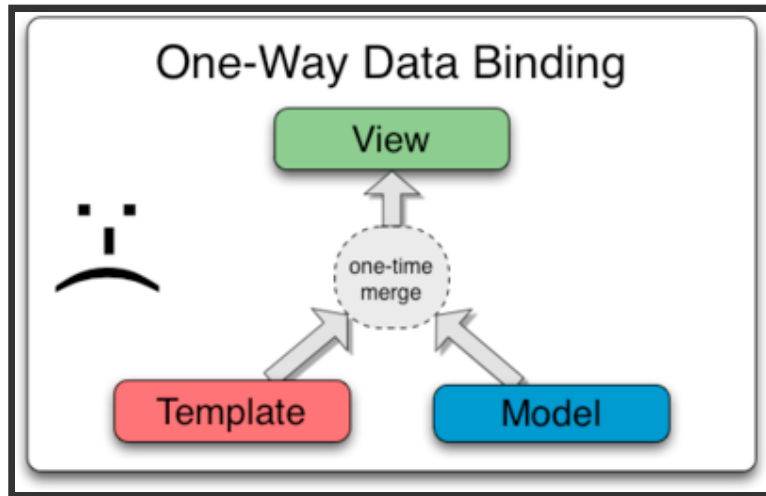 One-Way Data Binding
View
one-time
merge
Template
Model